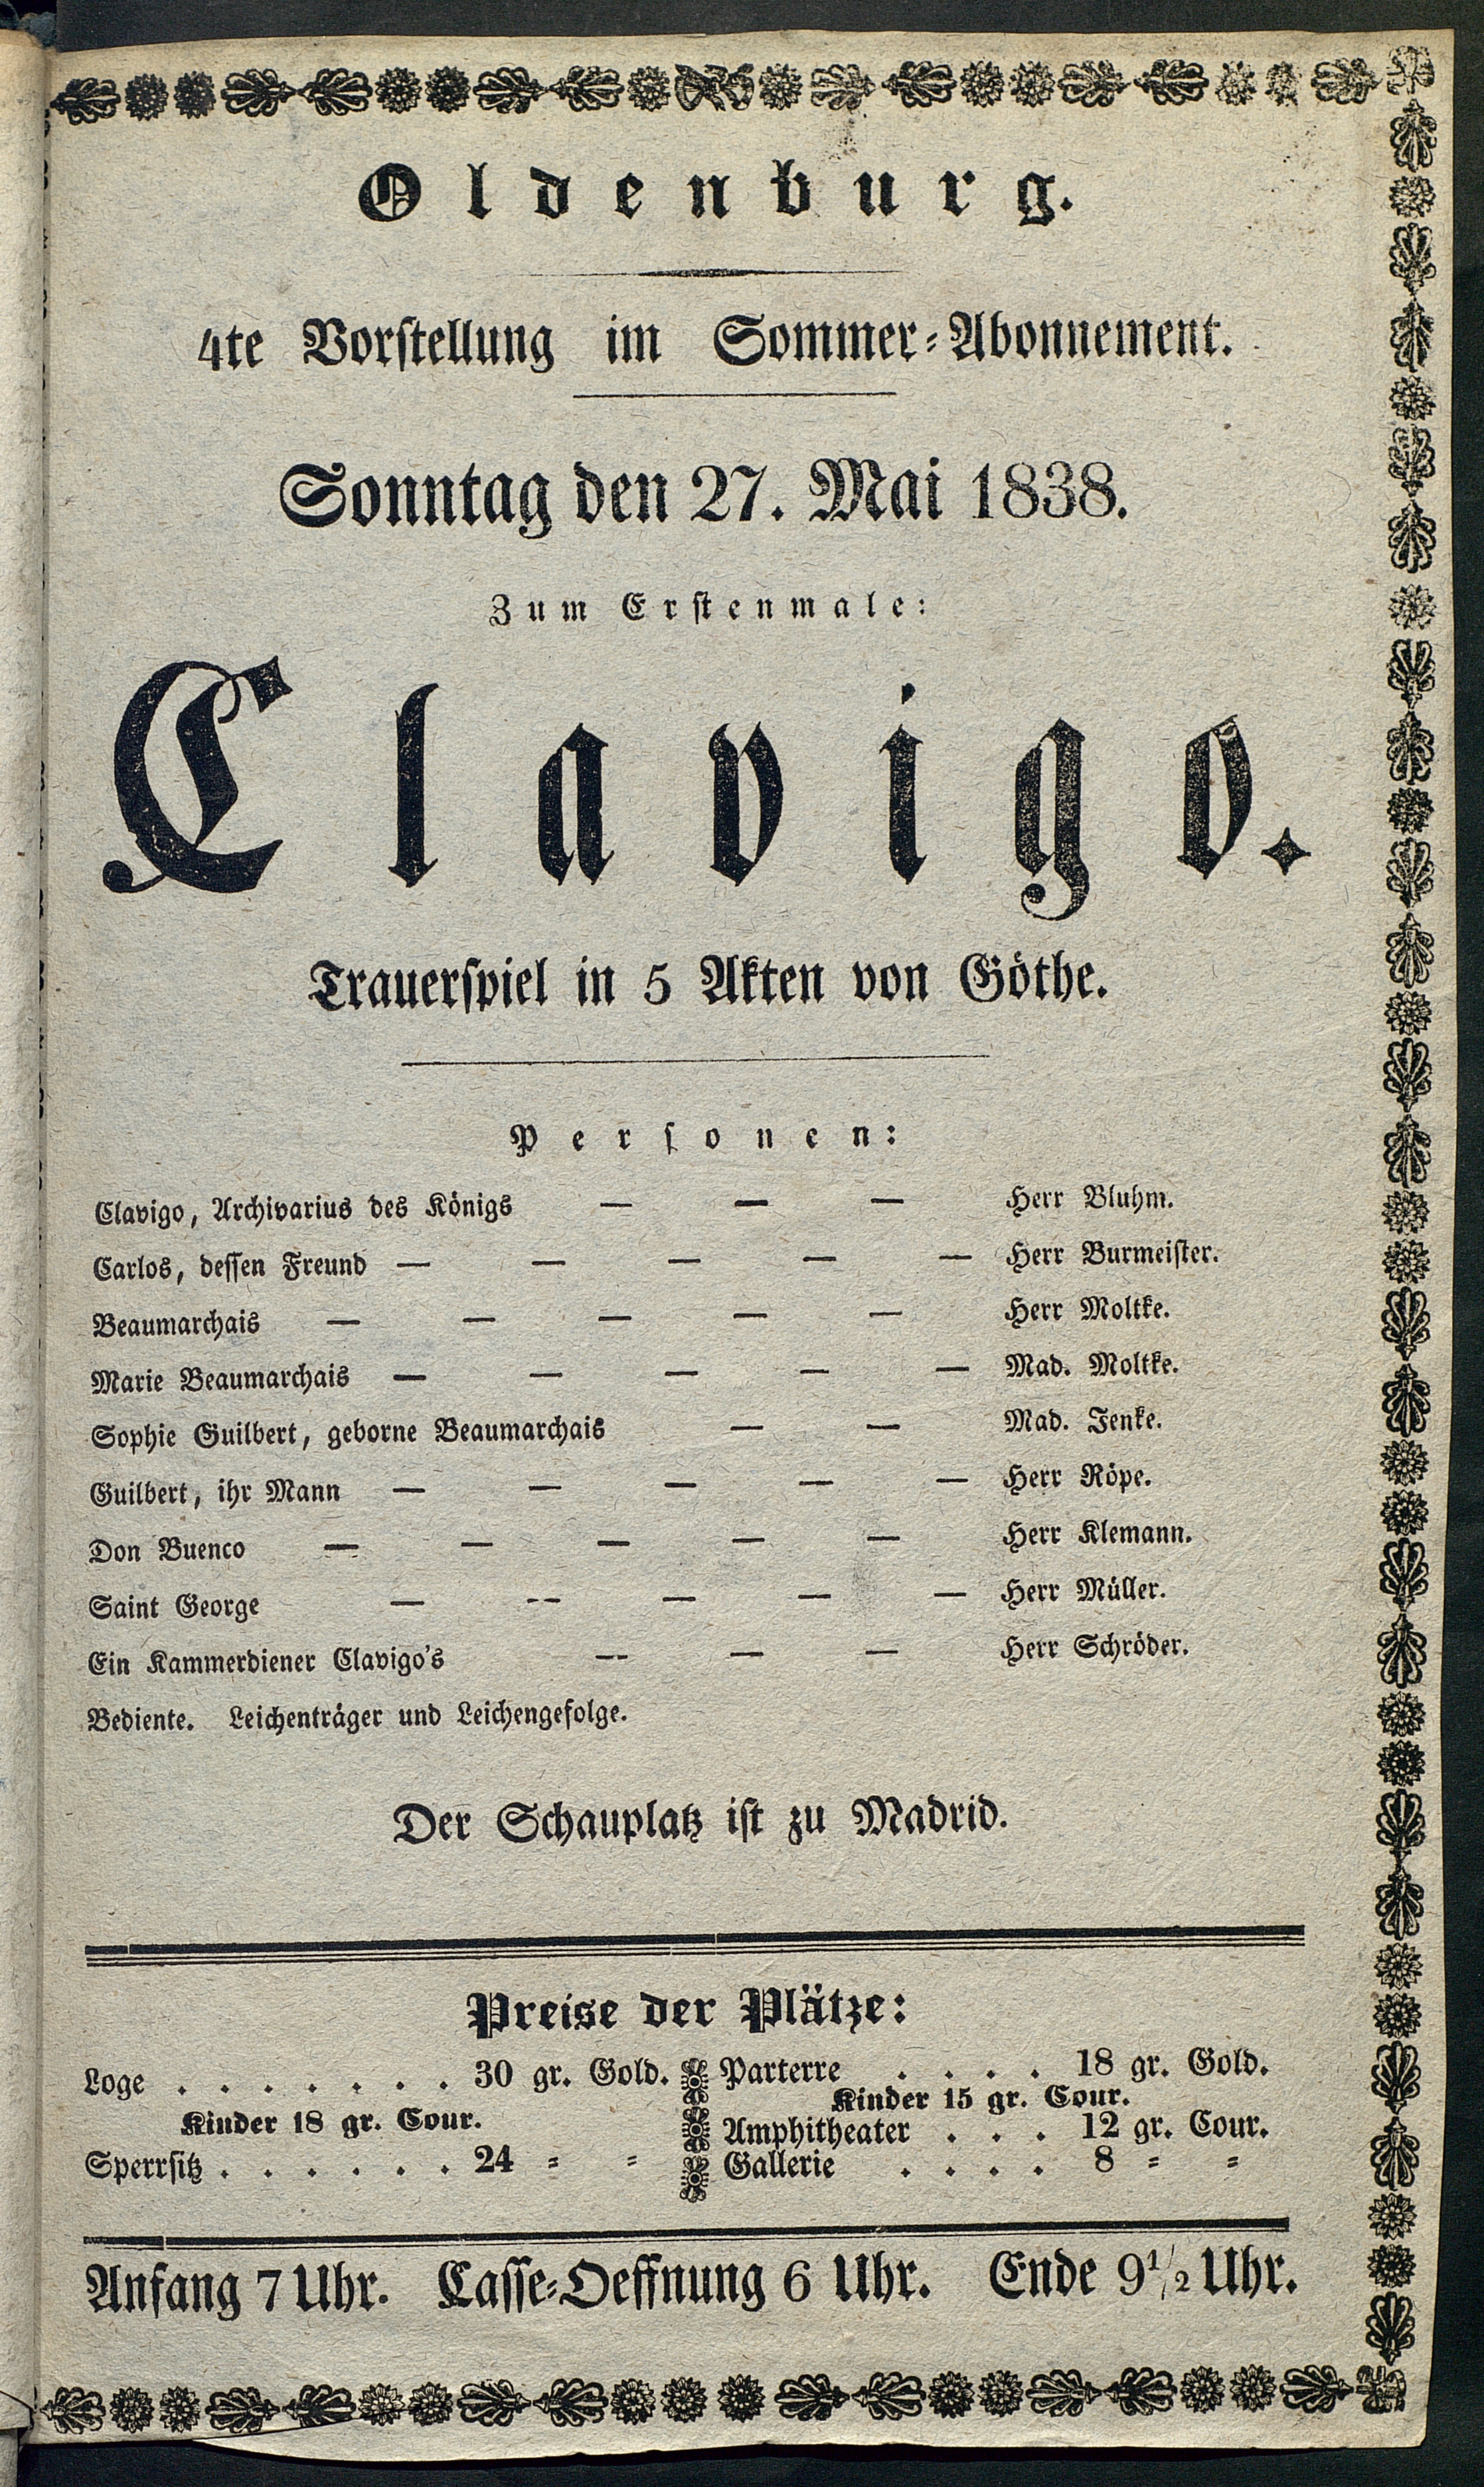 Oldenburg.
4te Vorstellung im Sommer-Abonnement.
Sonntag den 27. Mai 1838.
Zum Erstenmale:
Clavigo.
Trauerspiel in 5 Akten von Göthe.
Personen:
Clavigo, Archivarius des Königs — — — Herr Bluhm.
Carlos, dessen Freund — — — — — Herr Burmeister.
Beaumarchais — — — — — Herr Moltke.
Marie Beaumarchais — — — — — Mad. Moltke.
Sophie Guilbert, geborne Beaumarchais — — Mad. Jenke.
Guilbert, ihr Mann — — — — — Herr Röpe.
Don Buenco — — — — — Herr Klemann.
Saint George — -- — — — Herr Müller.
Ein Kammerdiener Clavigo's -- — — Herr Schröder.
Bediente. Leichenträger und Leichengefolge.
Der Schauplatz ist zu Madrid.
Preise der Plätze:
Loge . . . . . . . 30 gr. Gold.
Kinder 18 gr. Cour.
Sperrsitz . . . . . . 24 = =
Parterre . . . . 18 gr. Gold.
Kinder 15 gr. Cour.
Amphitheater . . . 12 gr. Cour.
Gallerie . . . . 8 = =
Anfang 7 Uhr. Casse-Oeffnung 6 Uhr. Ende 9 1/2 Uhr.